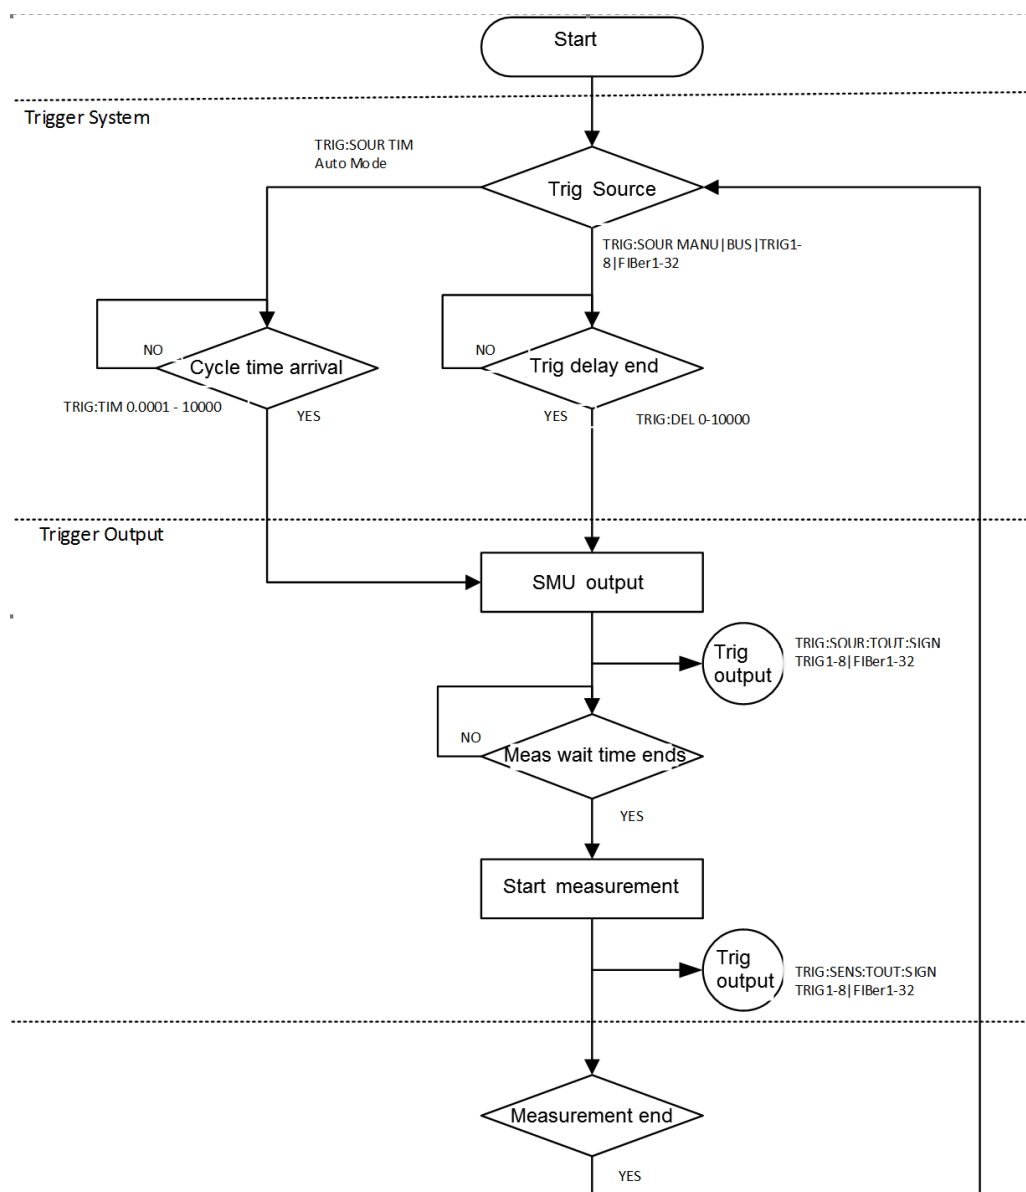 Start
Trigger System
TRIG:SOUR TIM
Auto Mode
Trig Source
TRIG:SOUR MANU|BUS|TRIG1-
8|FIBer1-32
NO
Cycle time arrival
TRIG:TIM 0.0001 - 10000
YES
NO
Trig delay end
YES
TRIG:DEL 0-10000
Trigger Output
SMU output
Trig
output
TRIG:SOUR:TOUT:SIGN
TRIG1-8|FIBer1-32
NO
Meas wait time ends
YES
Start measurement
Trig
output
TRIG:SENS:TOUT:SIGN
TRIG1-8|FIBer1-32
Measurement end
YES